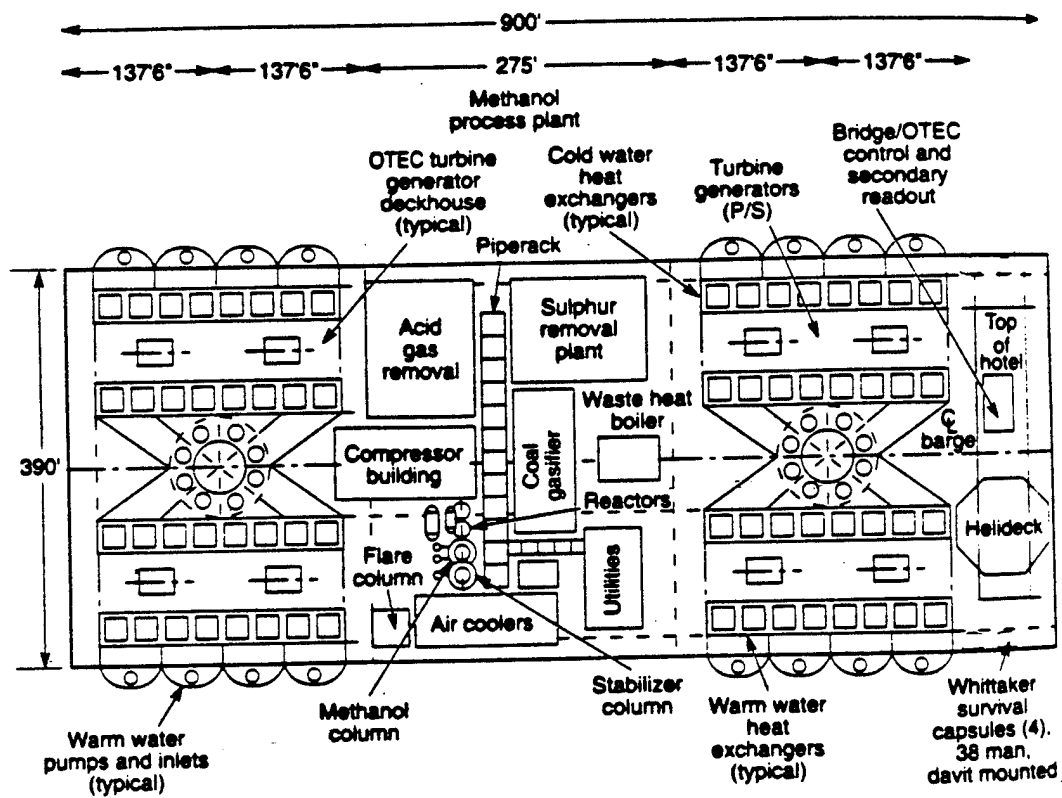 900'
137'6"
137'6"
275'
137'6"
137'6"
Methanol
process plant
OTEC turbine
generator
deckhouse
(typical)
Cold water
heat
exchangers
(typical)
Turbine
generators
(P/S)
Bridge/OTEC
control and
secondary
readout
Piperack
Acid
gas
removal
Sulphur
removal
plant
Top
of
hotel
Waste heat
boiler
℄
barge
390'
Compressor
building
Coal
gasifier
Reactors
Helideck
Flare
column
Utilities
Air coolers
Warm water
pumps and inlets
(typical)
Methanol
column
Stabilizer
column
Warm water
heat
exchangers
(typical)
Whittaker
survival
capsules (4).
38 man,
davit mounted